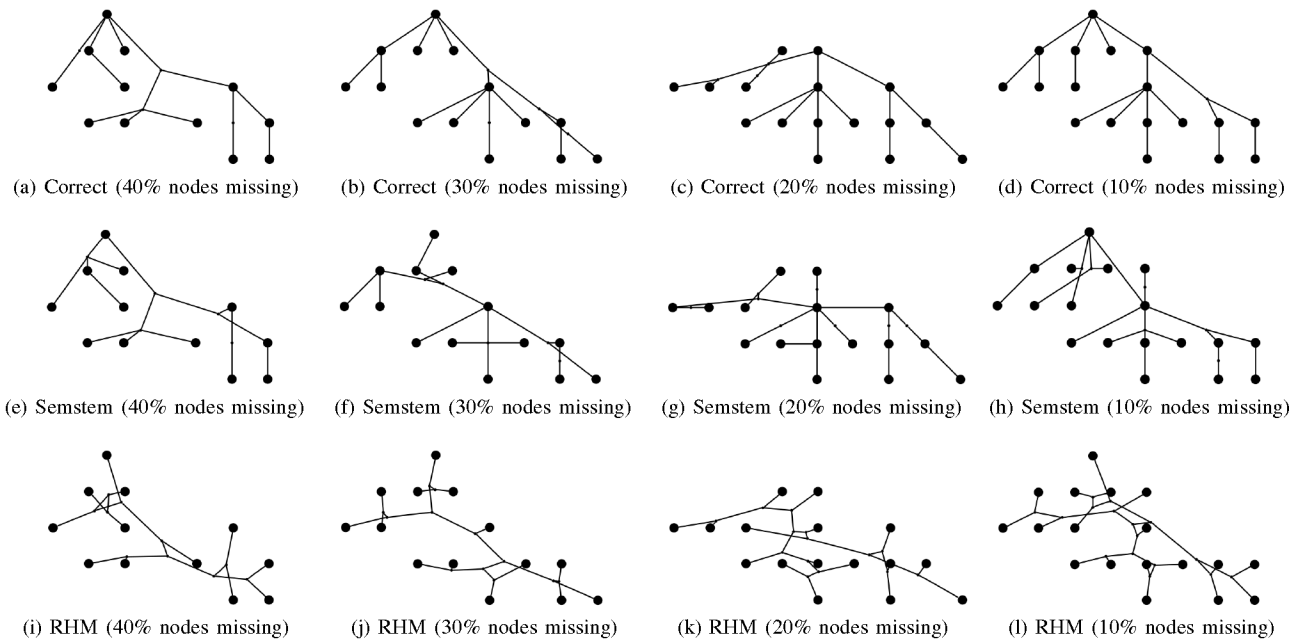 (a) Correct (40% nodes missing)
(b) Correct (30% nodes missing)
(c) Correct (20% nodes missing)
(d) Correct (10% nodes missing)
(e) Semstem (40% nodes missing)
(f) Semstem (30% nodes missing)
(g) Semstem (20% nodes missing)
(h) Semstem (10% nodes missing)
(i) RHM (40% nodes missing)
(j) RHM (30% nodes missing)
(k) RHM (20% nodes missing)
(l) RHM (10% nodes missing)